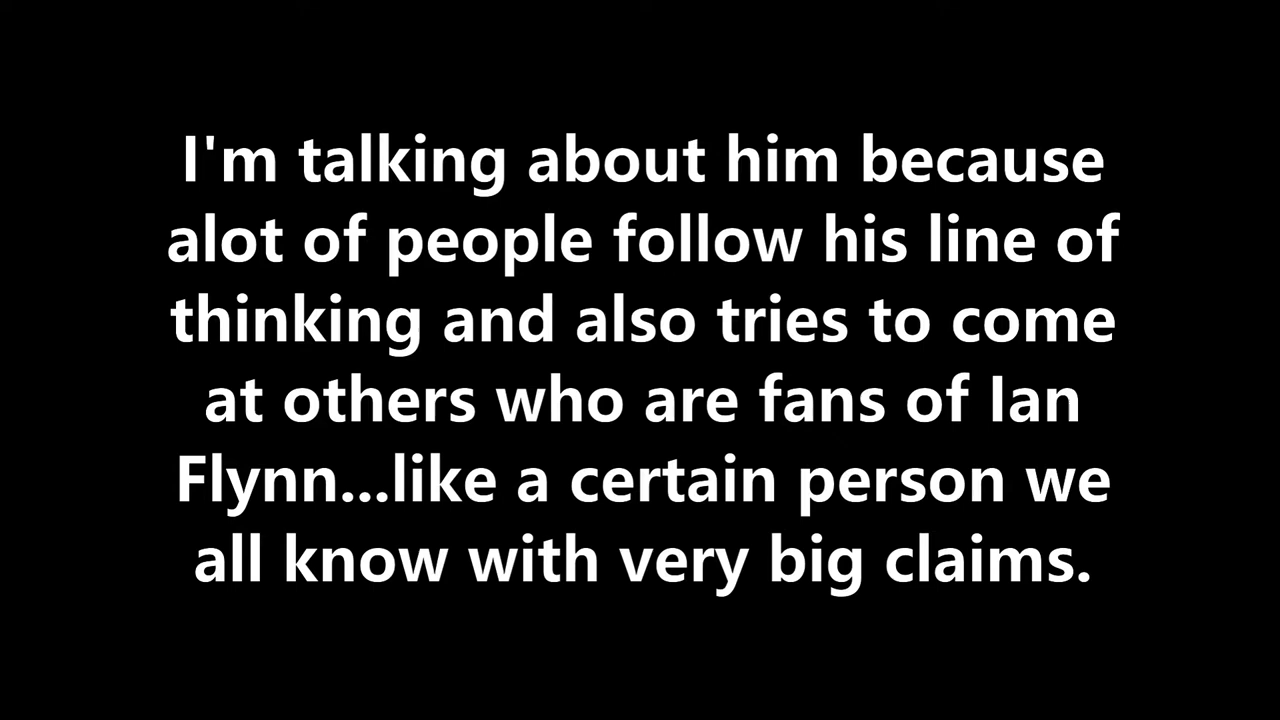 I'm talking about him because
alot of people follow his line of
thinking and also tries to come
at others who are fans of Ian
Flynn...like a certain person we
all know with very big claims.